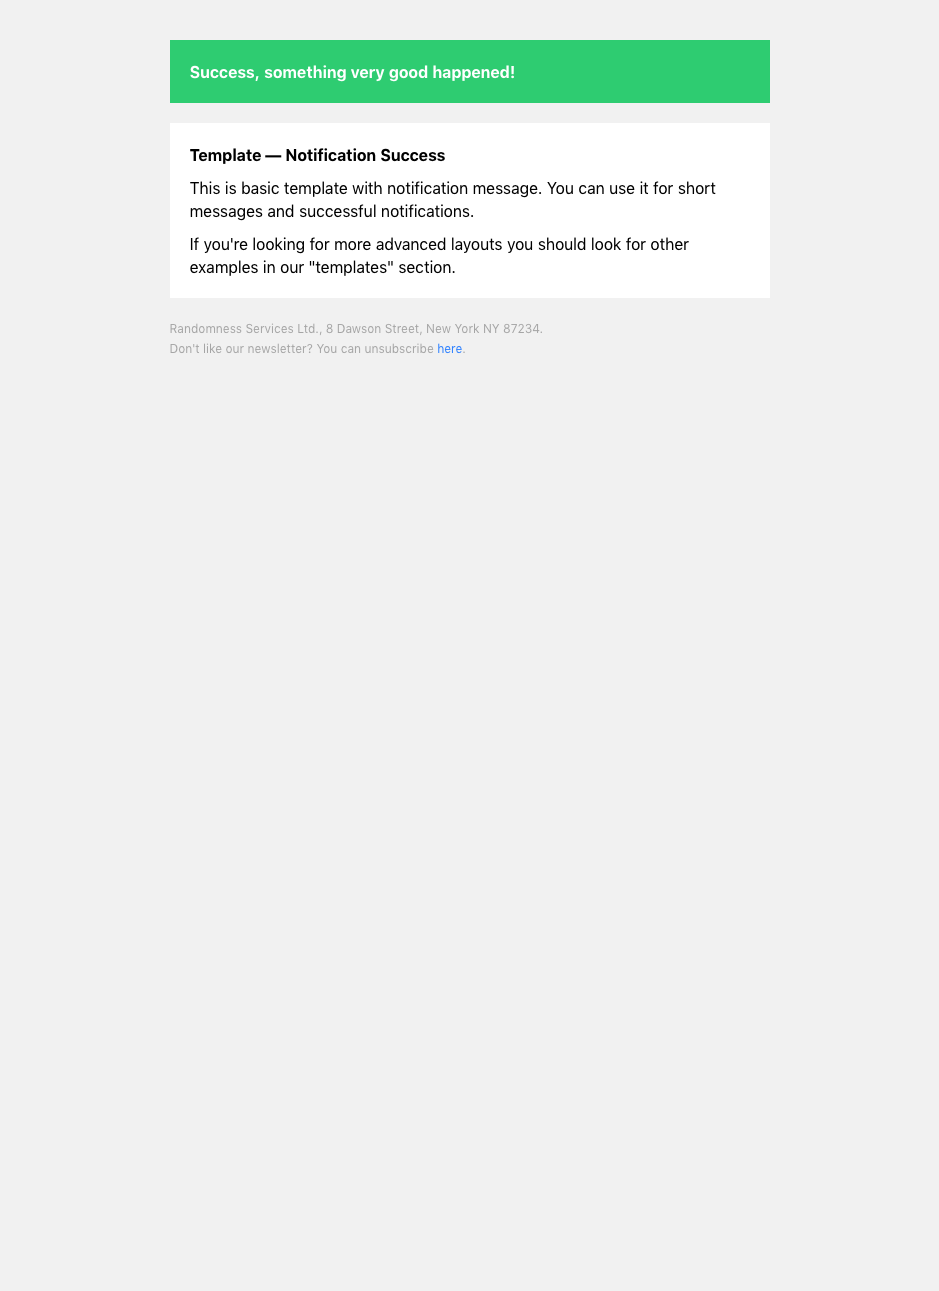 Success, something very good happened!
Template — Notification Success
This is basic template with notification message. You can use it for short
messages and successful notifications.
If you're looking for more advanced layouts you should look for other
examples in our "templates" section.
Randomness Services Ltd., 8 Dawson Street, New York NY 87234.
Don't like our newsletter? You can unsubscribe here.